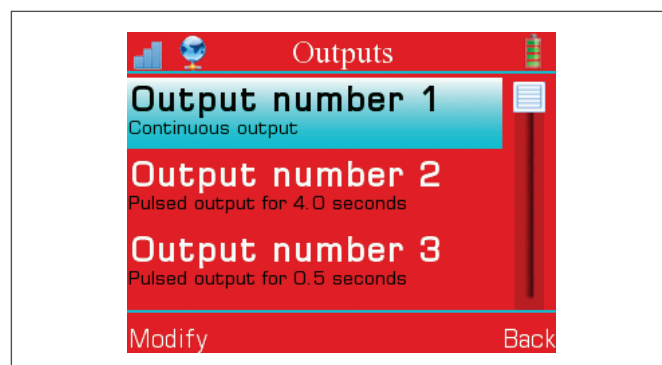 Outputs
Output number 1
Continuous output
Output number 2
Pulsed output for 4.0 seconds
Output number 3
Pulsed output for 0.5 seconds
Modify Back